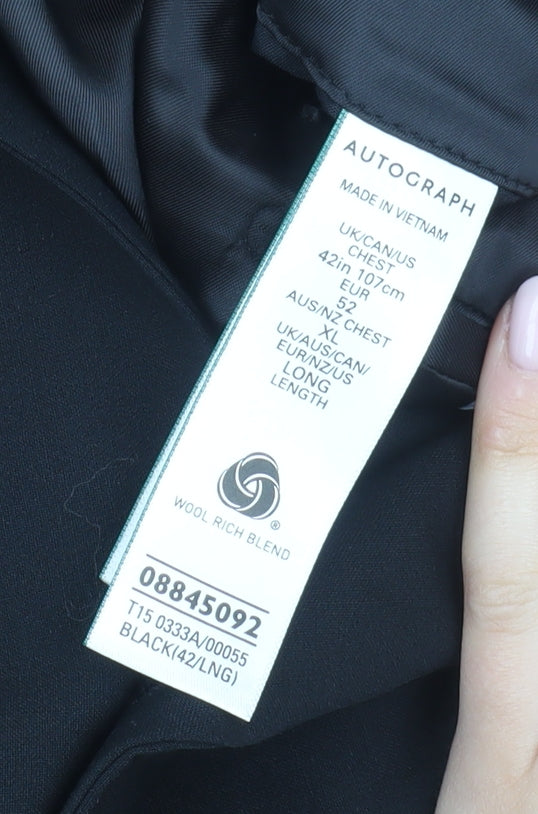 AUTOGRAPH
MADE IN VIETNAM
UK/CAN/US
CHEST
42in 107cm
EUR
52
AUS/NZ CHEST
XL
UK/AUS/CAN/
EUR/NZ/US
LONG
LENGTH
®
WOOL RICH BLEND
08845092
T15 0333A/00055
BLACK(42/LNG)